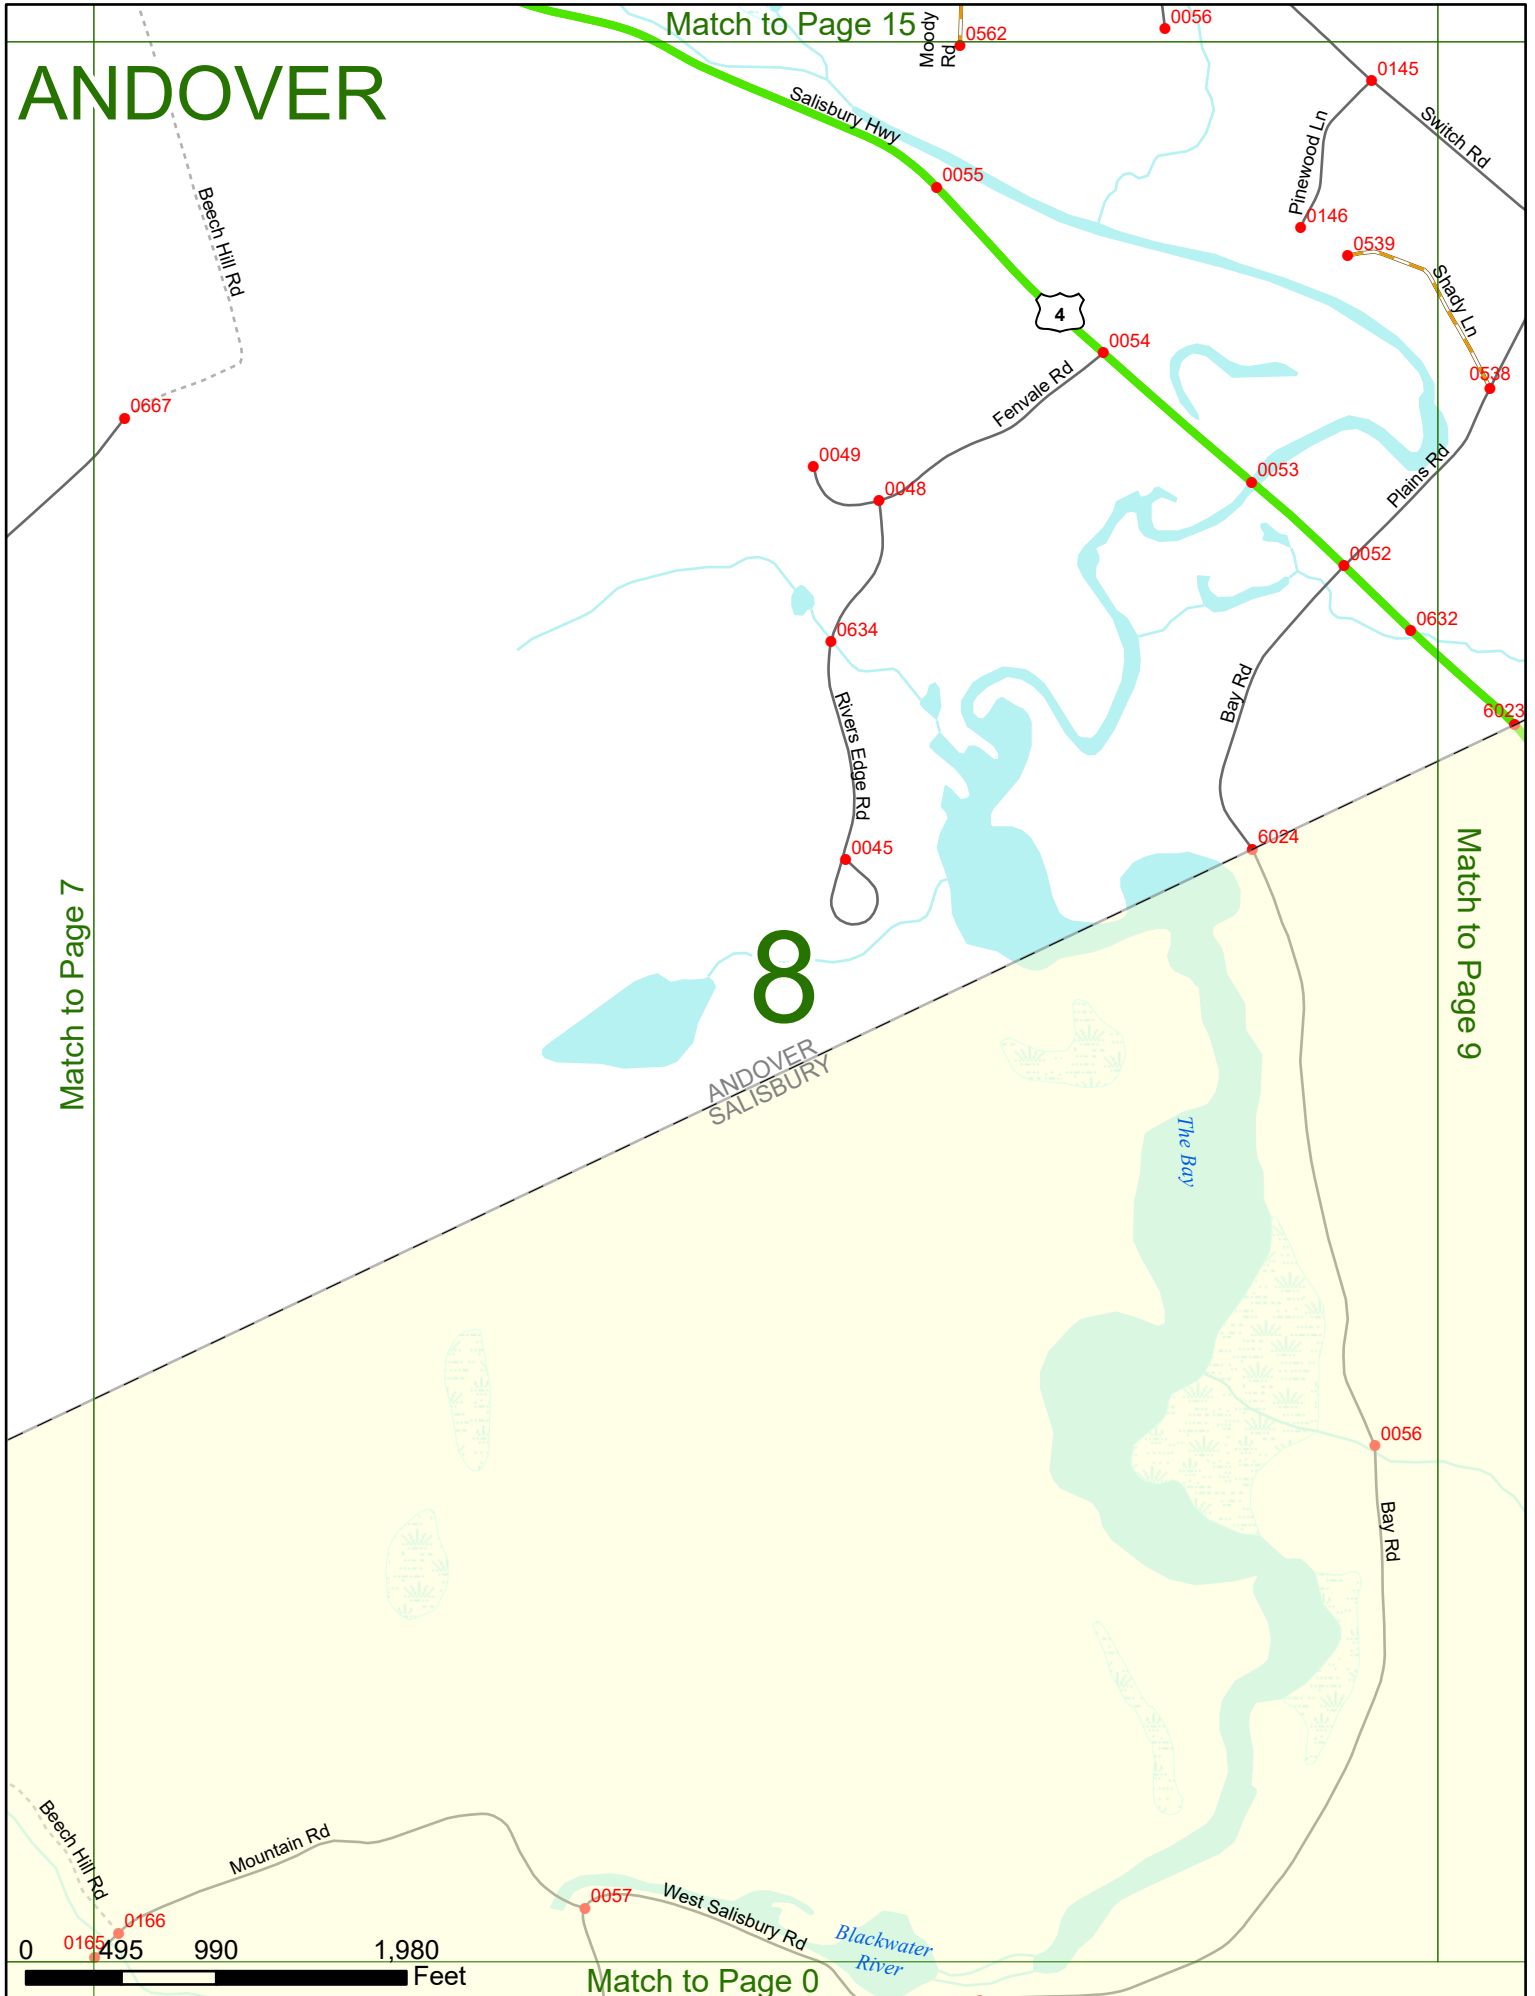 Match to Page 15
ANDOVER
Moody
Rd
0562
0056
0145
Salisbury Hwy
Switch Rd
Pinewood Ln
0055
Beech Hill Rd
0146
0539
Shady Ln
4
0054
0538
Fenvale Rd
0667
0049
0048
0053
Plains Rd
0052
0634
0632
Bay Rd
Rivers Edge Rd
6023
0045
6024
Match to Page 7
Match to Page 9
8
ANDOVER
SALISBURY
The Bay
0056
Bay Rd
Beech Hill Rd
Mountain Rd
0057
West Salisbury Rd
0166
0165
Blackwater
River
0 495 990 1,980
Feet
Match to Page 0